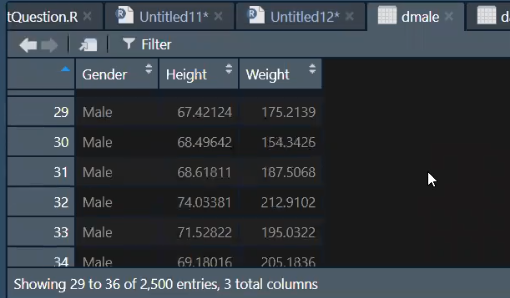 tQuestion.R × Untitled11* × Untitled12* × dmale × d
Filter
Gender Height Weight
29 Male 67.42124 175.2139
30 Male 68.49642 154.3426
31 Male 68.61811 187.5068
32 Male 74.03381 212.9102
33 Male 71.52822 195.0322
34 Male 69.18016 205.1836
Showing 29 to 36 of 2,500 entries, 3 total columns